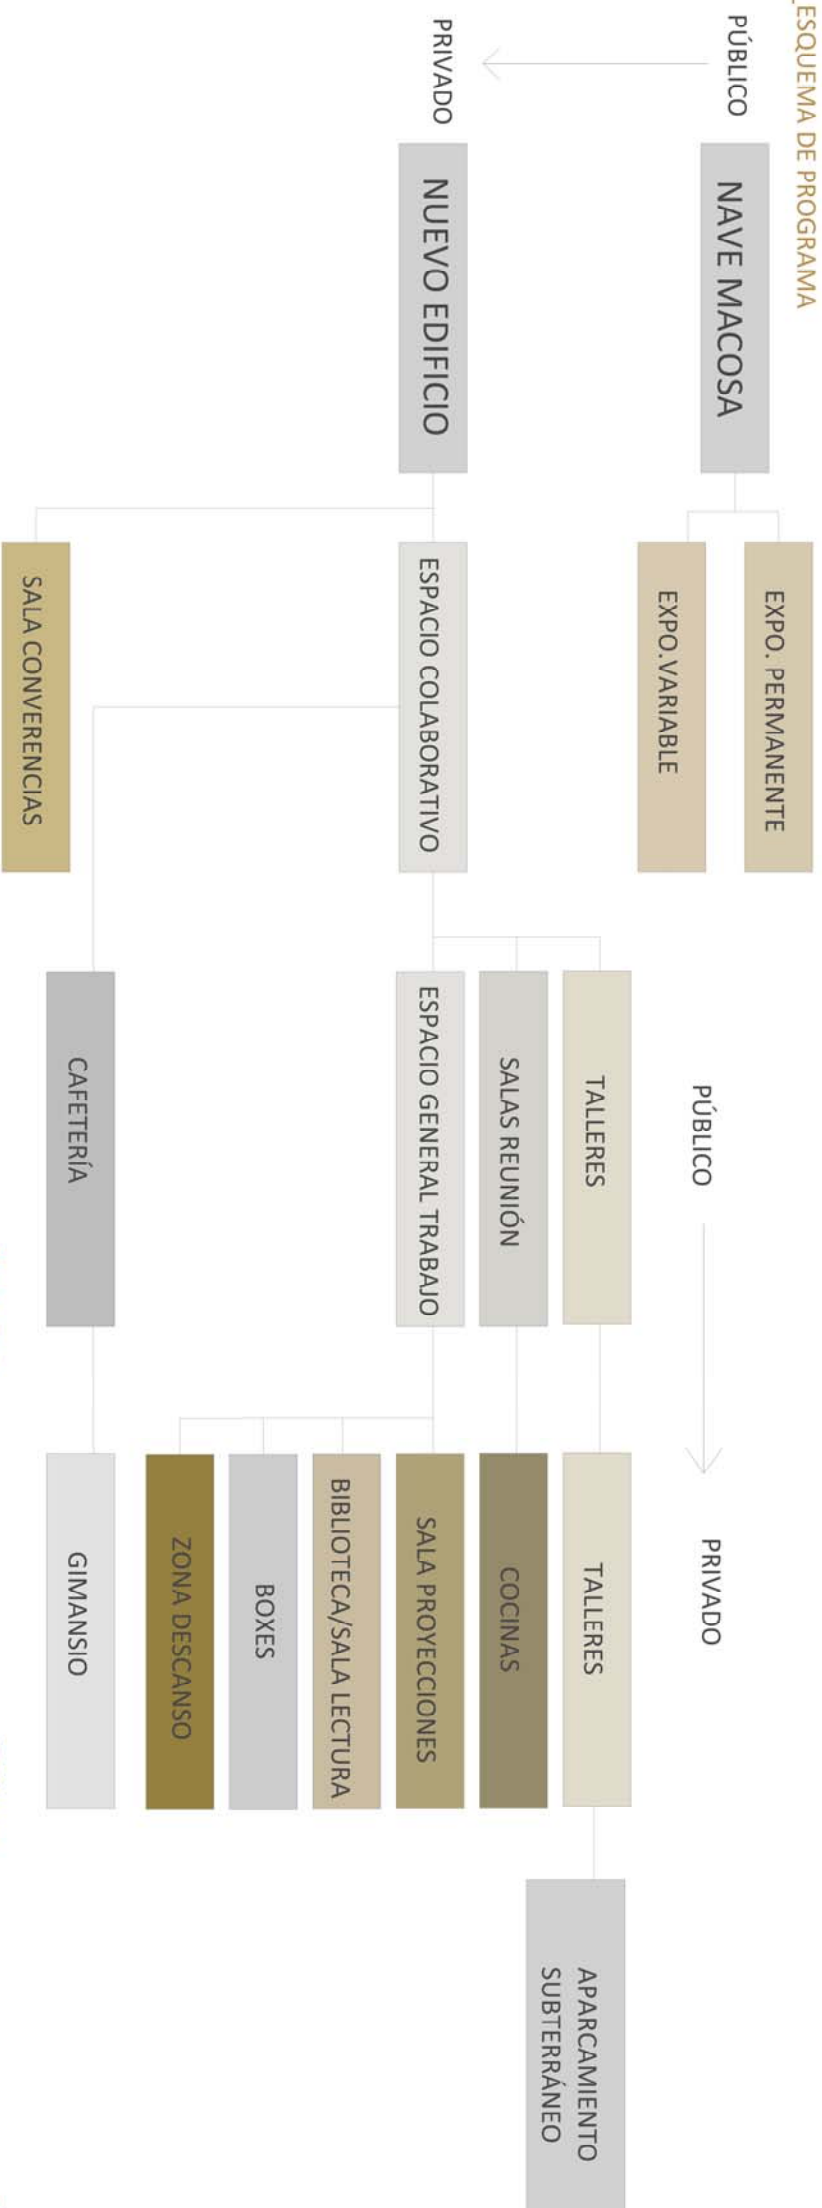 _ESQUEMA DE PROGRAMA
PÚBLICO
NAVE MACOSA
EXPO. PERMANENTE
EXPO.VARIABLE
PÚBLICO
PRIVADO
PRIVADO
NUEVO EDIFICIO
ESPACIO COLABORATIVO
TALLERES
TALLERES
SALAS REUNIÓN
COCINAS
APARCAMIENTO
SUBTERRÁNEO
ESPACIO GENERAL TRABAJO
SALA PROYECCIONES
BIBLIOTECA/SALA LECTURA
BOXES
ZONA DESCANSO
CAFETERÍA
GIMANSIO
SALA CONVERENCIAS